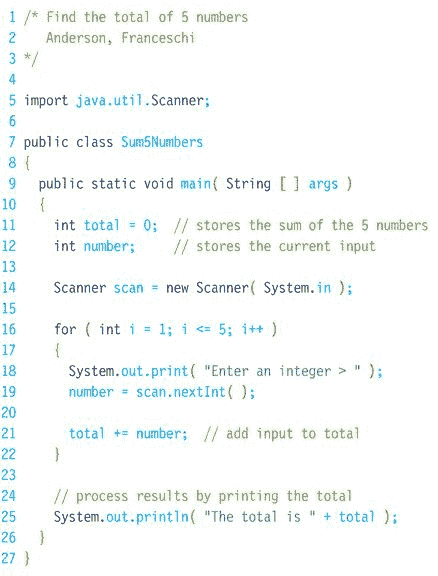 1 /* Find the total of 5 numbers
2    Anderson, Franceschi
3 */
4
5 import java.util.Scanner;
6
7 public class Sum5Numbers
8 {
9   public static void main( String [ ] args )
10   {
11     int total = 0;  // stores the sum of the 5 numbers
12     int number;     // stores the current input
13
14     Scanner scan = new Scanner( System.in );
15
16     for ( int i = 1; i <= 5; i++ )
17     {
18       System.out.print( "Enter an integer > " );
19       number = scan.nextInt( );
20
21       total += number;  // add input to total
22     }
23
24     // process results by printing the total
25     System.out.println( "The total is " + total );
26   }
27 }